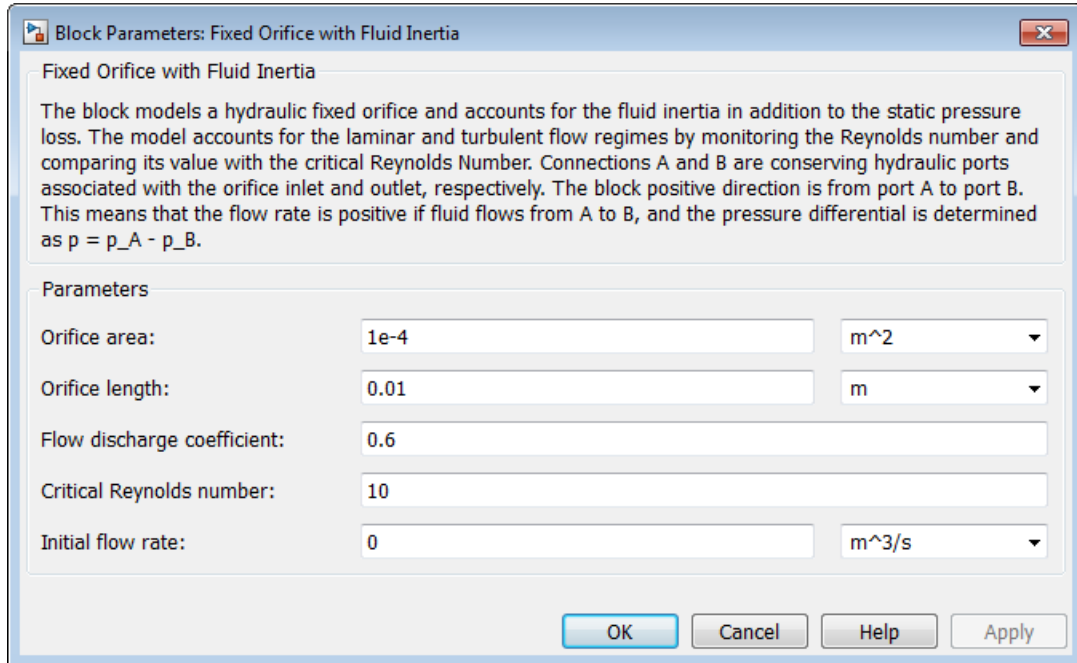 Block Parameters: Fixed Orifice with Fluid Inertia
Fixed Orifice with Fluid Inertia
The block models a hydraulic fixed orifice and accounts for the fluid inertia in addition to the static pressure
loss. The model accounts for the laminar and turbulent flow regimes by monitoring the Reynolds number and
comparing its value with the critical Reynolds Number. Connections A and B are conserving hydraulic ports
associated with the orifice inlet and outlet, respectively. The block positive direction is from port A to port B.
This means that the flow rate is positive if fluid flows from A to B, and the pressure differential is determined
as p = p_A - p_B.
Parameters
Orifice area: 1e-4 m^2
Orifice length: 0.01 m
Flow discharge coefficient: 0.6
Critical Reynolds number: 10
Initial flow rate: 0 m^3/s
OK Cancel Help Apply